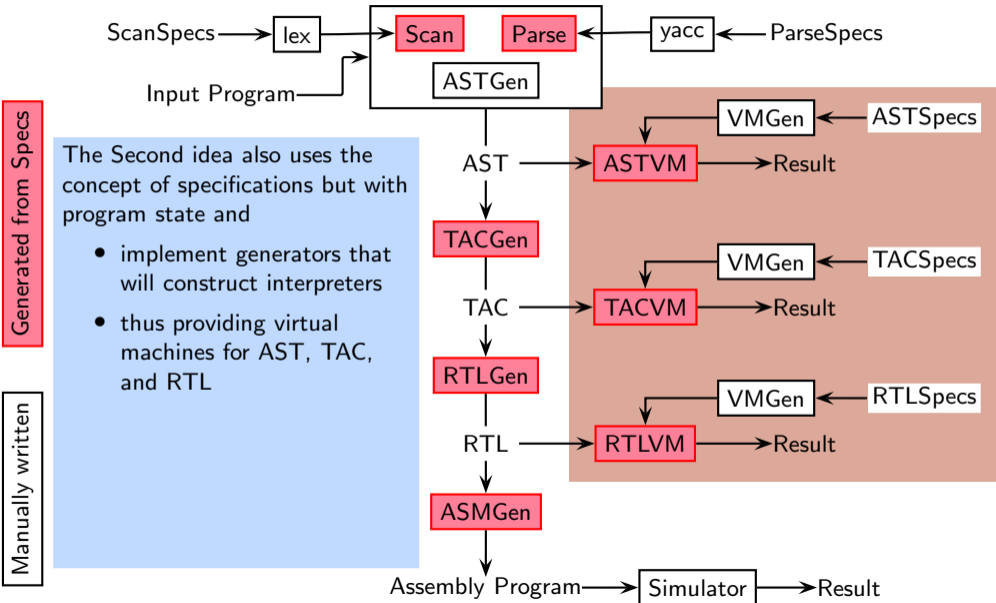 ScanSpecs lex Scan Parse yacc ParseSpecs
ASTGen
Input Program
VMGen ASTSpecs
AST ASTVM Result
TACGen
VMGen TACSpecs
TAC TACVM Result
RTLGen
VMGen RTLSpecs
RTL RTLVM Result
ASMGen
Assembly Program Simulator Result
Generated from Specs
Manually written
The Second idea also uses the
concept of specifications but with
program state and
• implement generators that
will construct interpreters
• thus providing virtual
machines for AST, TAC,
and RTL